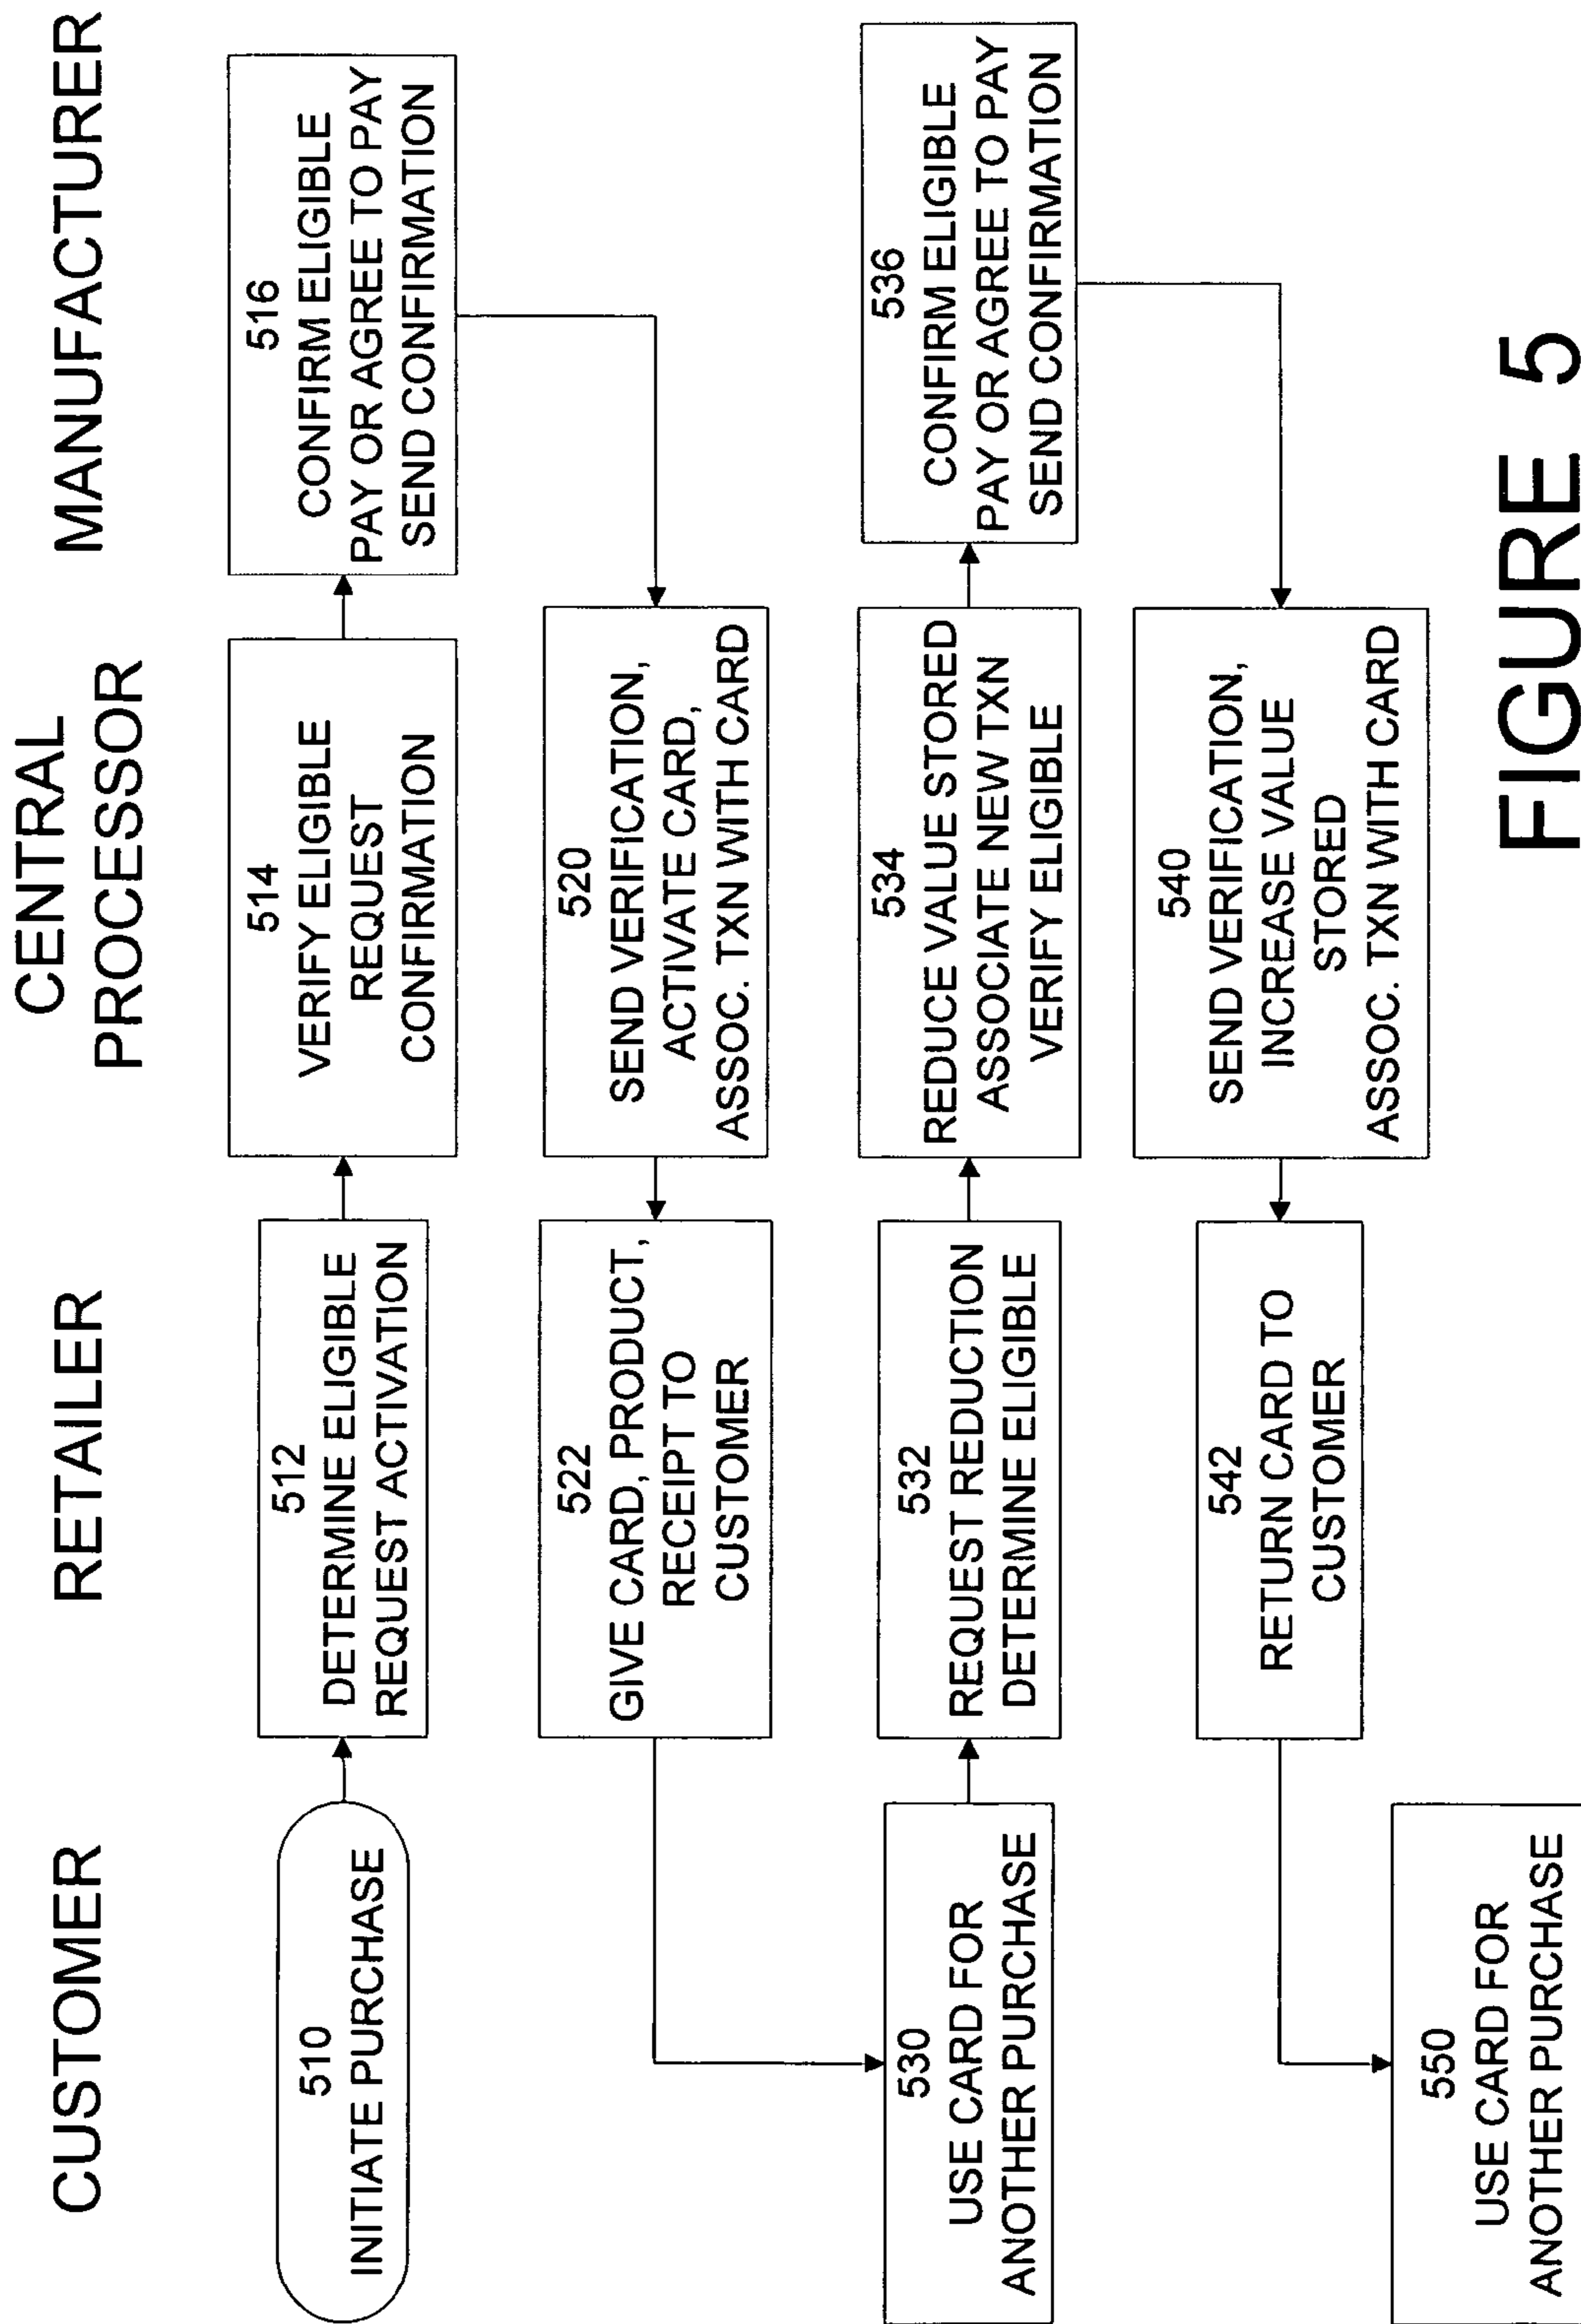 CUSTOMER
RETAILER
CENTRAL
PROCESSOR
MANUFACTURER
510
INITIATE PURCHASE
512
DETERMINE ELIGIBLE
REQUEST ACTIVATION
514
VERIFY ELIGIBLE
REQUEST
CONFIRMATION
516
CONFIRM ELIGIBLE
PAY OR AGREE TO PAY
SEND CONFIRMATION
522
GIVE CARD, PRODUCT,
RECEIPT TO
CUSTOMER
520
SEND VERIFICATION,
ACTIVATE CARD,
ASSOC. TXN WITH CARD
530
USE CARD FOR
ANOTHER PURCHASE
532
REQUEST REDUCTION
DETERMINE ELIGIBLE
534
REDUCE VALUE STORED
ASSOCIATE NEW TXN
VERIFY ELIGIBLE
536
CONFIRM ELIGIBLE
PAY OR AGREE TO PAY
SEND CONFIRMATION
542
RETURN CARD TO
CUSTOMER
540
SEND VERIFICATION,
INCREASE VALUE
STORED
ASSOC. TXN WITH CARD
550
USE CARD FOR
ANOTHER PURCHASE
FIGURE 5